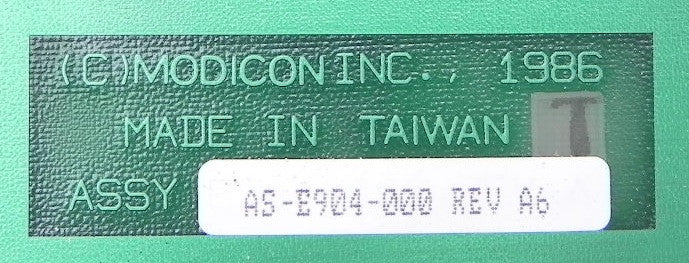 (C)MODICON INC., 1986
MADE IN TAIWAN T
ASSY AS-E904-000 REV A6